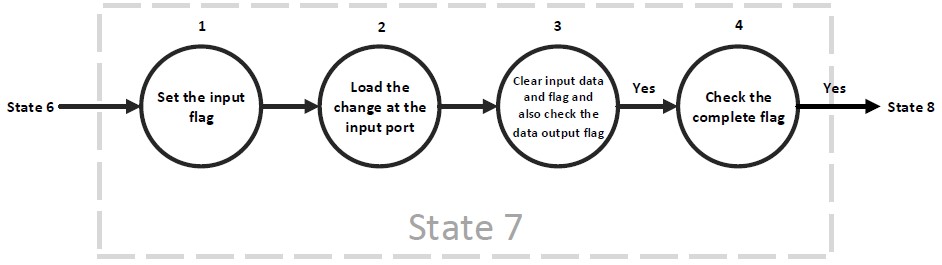 1
2
3
4
State 6
Set the input
flag
Load the
change at the
input port
Clear input data
and flag and
also check the
data output flag
Yes
Check the
complete flag
Yes
State 8
State 7